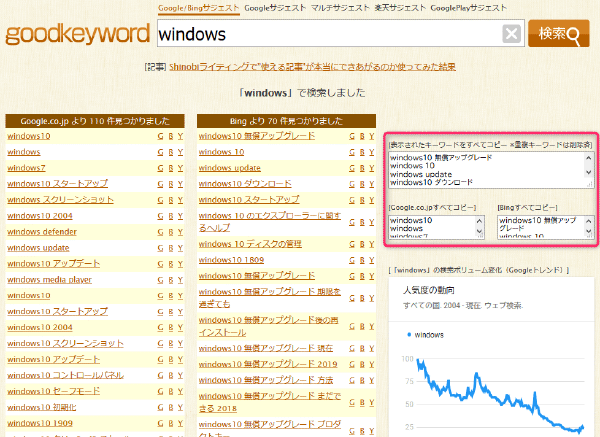 Google/Bingサジェスト Googleサジェスト マルチサジェスト 楽天サジェスト GooglePlayサジェスト
goodkeyword
windows
検索
[記事] Shinobiライティングで"使える記事"が本当にできあがるのか使ってみた結果
「windows」で検索しました
Google.co.jp より 110 件見つかりました
windows10 G B Y
windows G B Y
windows7 G B Y
windows10 スタートアップ G B Y
windows スクリーンショット G B Y
windows10 2004 G B Y
windows defender G B Y
windows update G B Y
windows10 アップデート G B Y
windows media player G B Y
windows10 G B Y
windows10 スタートアップ G B Y
windows10 2004 G B Y
windows10 スクリーンショット G B Y
windows10 アップデート G B Y
windows10 コントロールパネル G B Y
windows10 セーフモード G B Y
windows10 初期化 G B Y
windows10 1909 G B Y
Bing より 70 件見つかりました
windows10 無償アップグレード G B Y
windows 10 G B Y
windows update G B Y
windows10 ダウンロード G B Y
windows10 スタートアップ G B Y
windows 10 のエクスプローラーに関するヘルプ G B Y
windows10 ディスクの管理 G B Y
windows10 1809 G B Y
windows10 無償アップグレード 期限を過ぎても G B Y
windows10 無償アップグレード後の再インストール G B Y
windows10 無償アップグレード 現在 G B Y
windows10 無償アップグレード 2019 G B Y
windows10 無償アップグレード 方法 G B Y
windows10 無償アップグレード まだできる 2018 G B Y
windows10 無償アップグレード プロダクトキー G B Y
[表示されたキーワードをすべてコピー ※重複キーワードは削除済]
windows10 無償アップグレード
windows 10
windows update
windows10 ダウンロード
[Google.co.jpすべてコピー]
windows10
windows
windows7
[Bingすべてコピー]
windows10 無償アップ
グレード
windows 10
[「windows」の検索ボリューム変化（Googleトレンド）]
人気度の動向
すべての国. 2004 - 現在. ウェブ検索.
windows
100
75
50
25